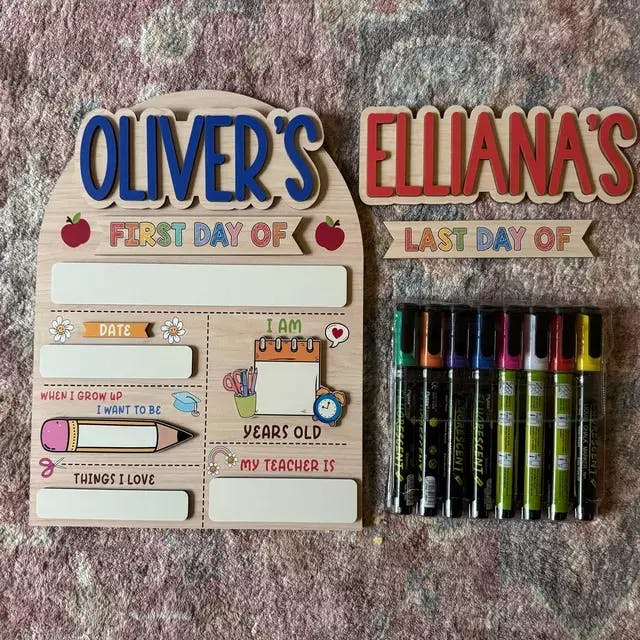 OLIVER'S
FIRST DAY OF
DATE
WHEN I GROW UP
I WANT TO BE
THINGS I LOVE
I AM
YEARS OLD
MY TEACHER IS
ELLIANA'S
LAST DAY OF